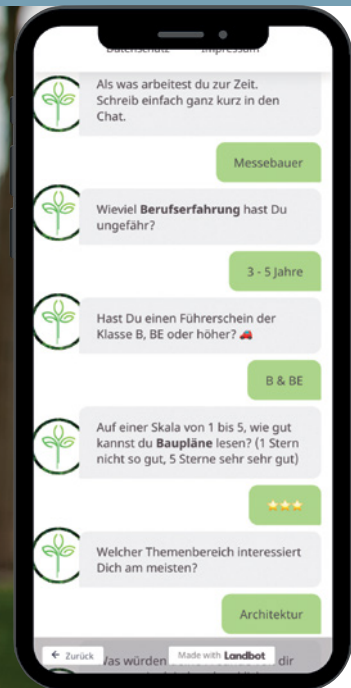 Datenschutz Impressum
Als was arbeitest du zur Zeit.
Schreib einfach ganz kurz in den
Chat.
Messebauer
Wieviel Berufserfahrung hast Du
ungefähr?
3 - 5 Jahre
Hast Du einen Führerschein der
Klasse B, BE oder höher? 🚗
B & BE
Auf einer Skala von 1 bis 5, wie gut
kannst du Baupläne lesen? (1 Stern
nicht so gut, 5 Sterne sehr sehr gut)
⭐⭐⭐
Welcher Themenbereich interessiert
Dich am meisten?
Architektur
← Zurück
Made with Landbot
Was würden
dir